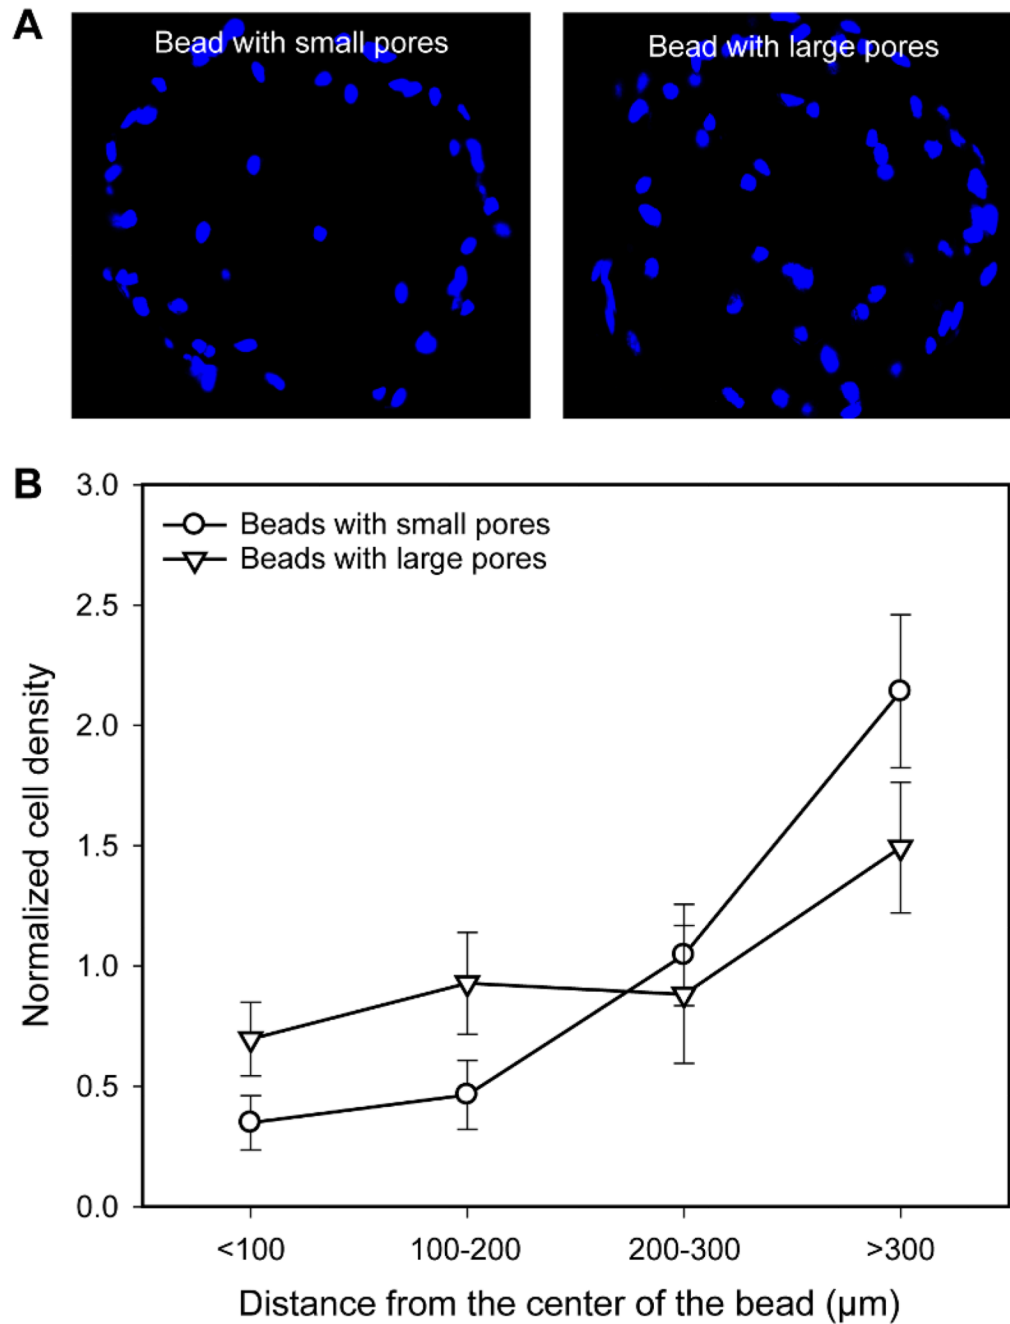 A
Bead with small pores
Bead with large pores
B
3.0
2.5
2.0
1.5
1.0
0.5
0.0
Normalized cell density
Beads with small pores
Beads with large pores
<100
100-200
200-300
>300
Distance from the center of the bead (µm)